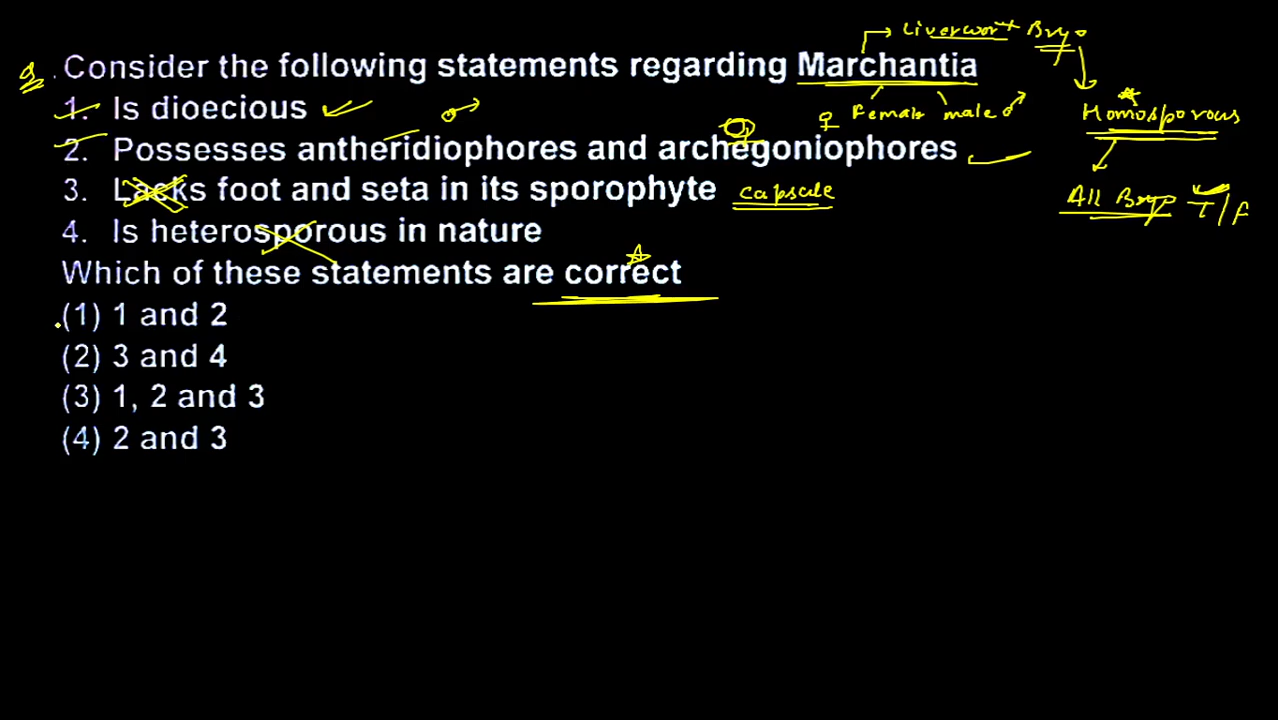 Liverwort Bryo
Q. Consider the following statements regarding Marchantia
1. Is dioecious
♀ Female male ♂
Homosporous
2. Possesses antheridiophores and archegoniophores
3. Lacks foot and seta in its sporophyte capsule
All Bryo T/F
4. Is heterosporous in nature
Which of these statements are correct
(1) 1 and 2
(2) 3 and 4
(3) 1, 2 and 3
(4) 2 and 3